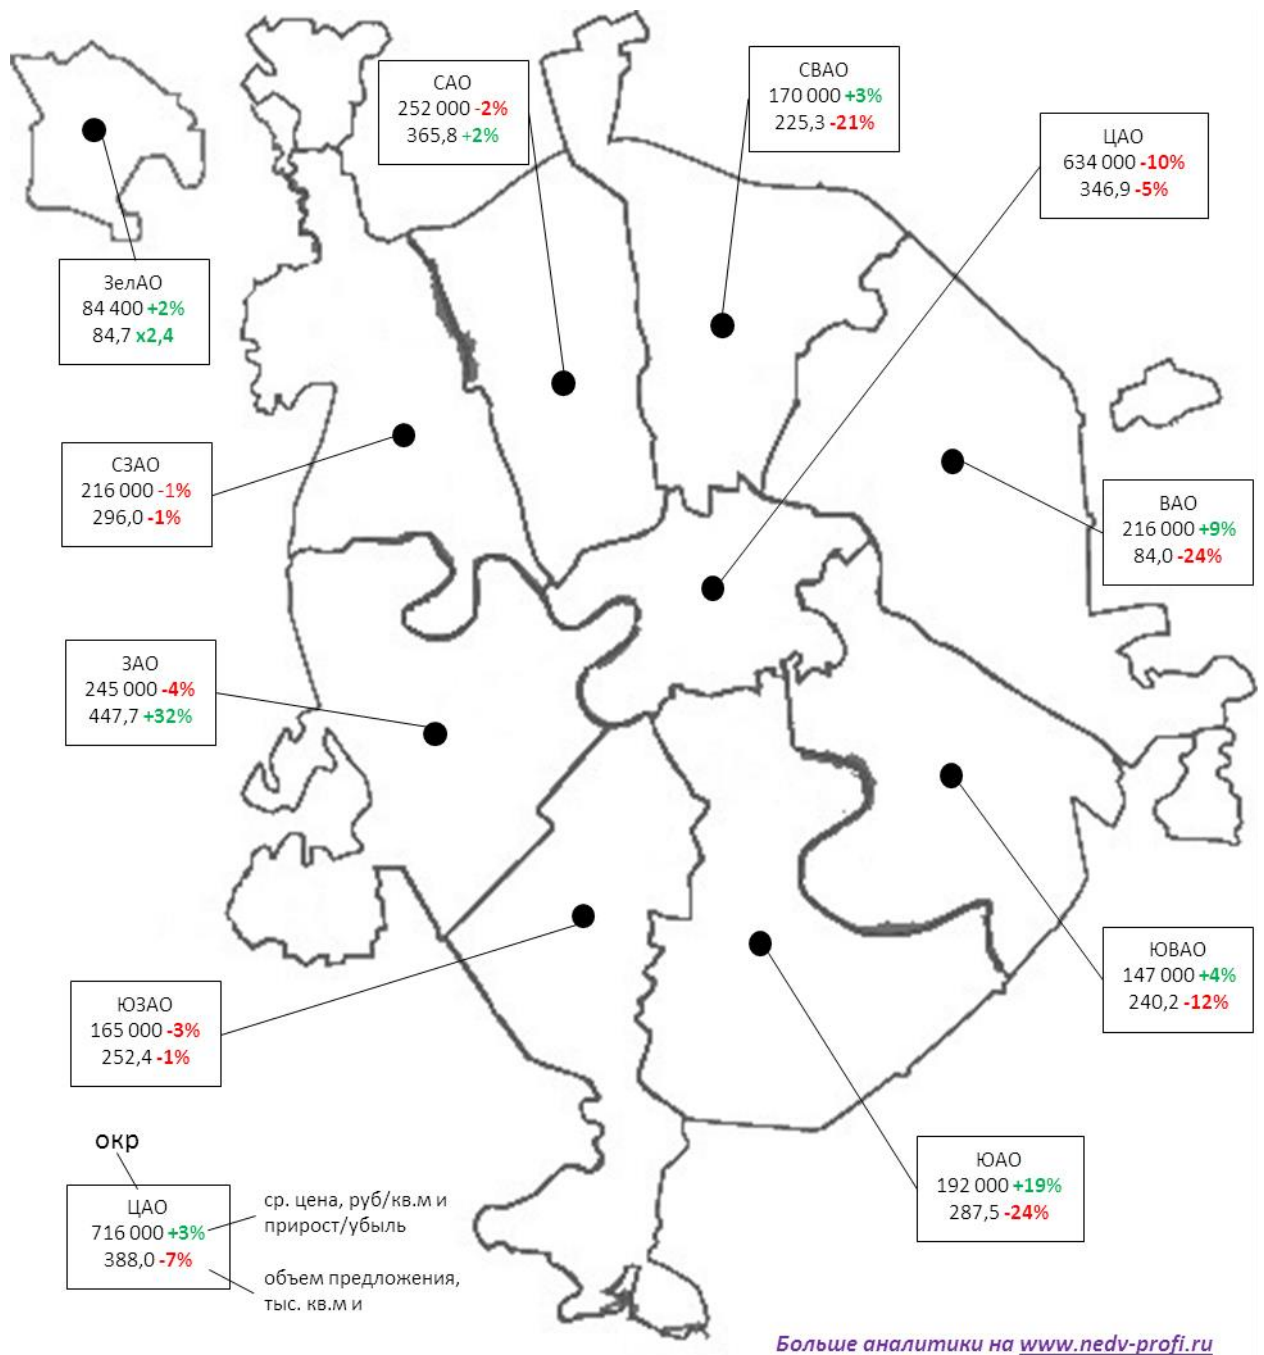 САО
252 000 -2%
365,8 +2%
СВАО
170 000 +3%
225,3 -21%
ЦАО
634 000 -10%
346,9 -5%
ЗелАО
84 400 +2%
84,7 x2,4
СЗАО
216 000 -1%
296,0 -1%
ВАО
216 000 +9%
84,0 -24%
ЗАО
245 000 -4%
447,7 +32%
ЮВАО
147 000 +4%
240,2 -12%
ЮЗАО
165 000 -3%
252,4 -1%
ЮАО
192 000 +19%
287,5 -24%
окр
ЦАО
716 000 +3%
388,0 -7%
ср. цена, руб/кв.м и
прирост/убыль
объем предложения,
тыс. кв.м и
Больше аналитики на www.nedv-profi.ru